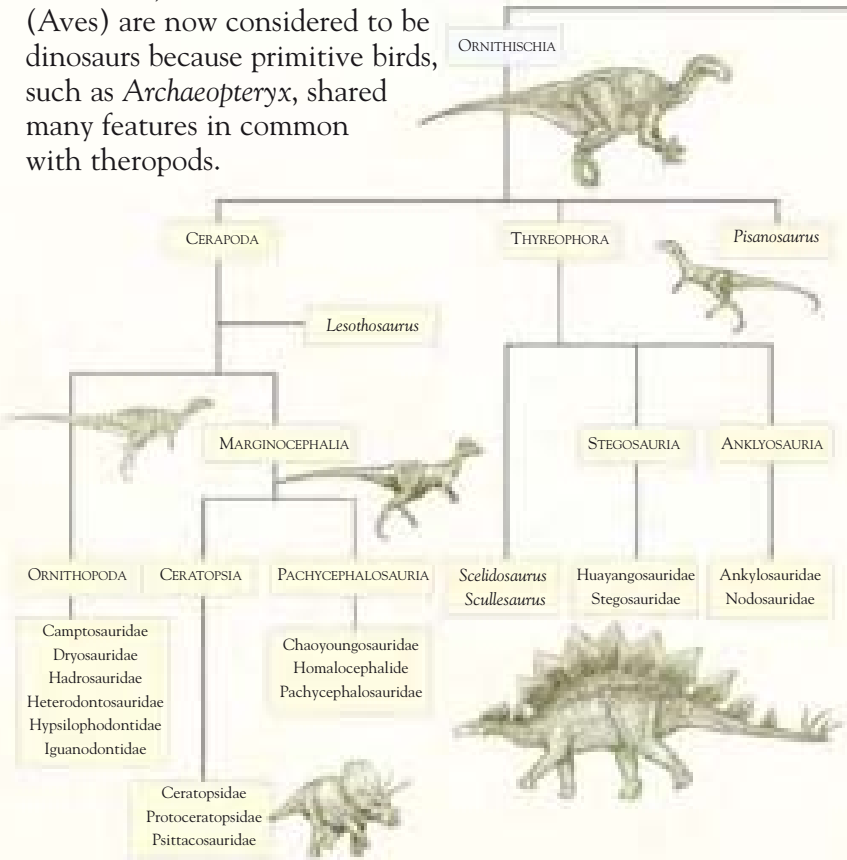 (Aves) are now considered to be
dinosaurs because primitive birds,
such as Archaeopteryx, shared
many features in common
with theropods.
ORNITHISCHIA
CERAPODA
THYREOPHORA
Pisanosaurus
Lesothosaurus
MARGINOCEPHALIA
STEGOSAURIA
ANKLYOSAURIA
ORNITHOPODA
CERATOPSIA
PACHYCEPHALOSAURIA
Scelidosaurus
Scullesaurus
Huayangosauridae
Stegosauridae
Ankylosauridae
Nodosauridae
Camptosauridae
Dryosauridae
Hadrosauridae
Heterodontosauridae
Hypsilophodontidae
Iguanodontidae
Chaoyoungosauridae
Homalocephalide
Pachycephalosauridae
Ceratopsidae
Protoceratopsidae
Psittacosauridae